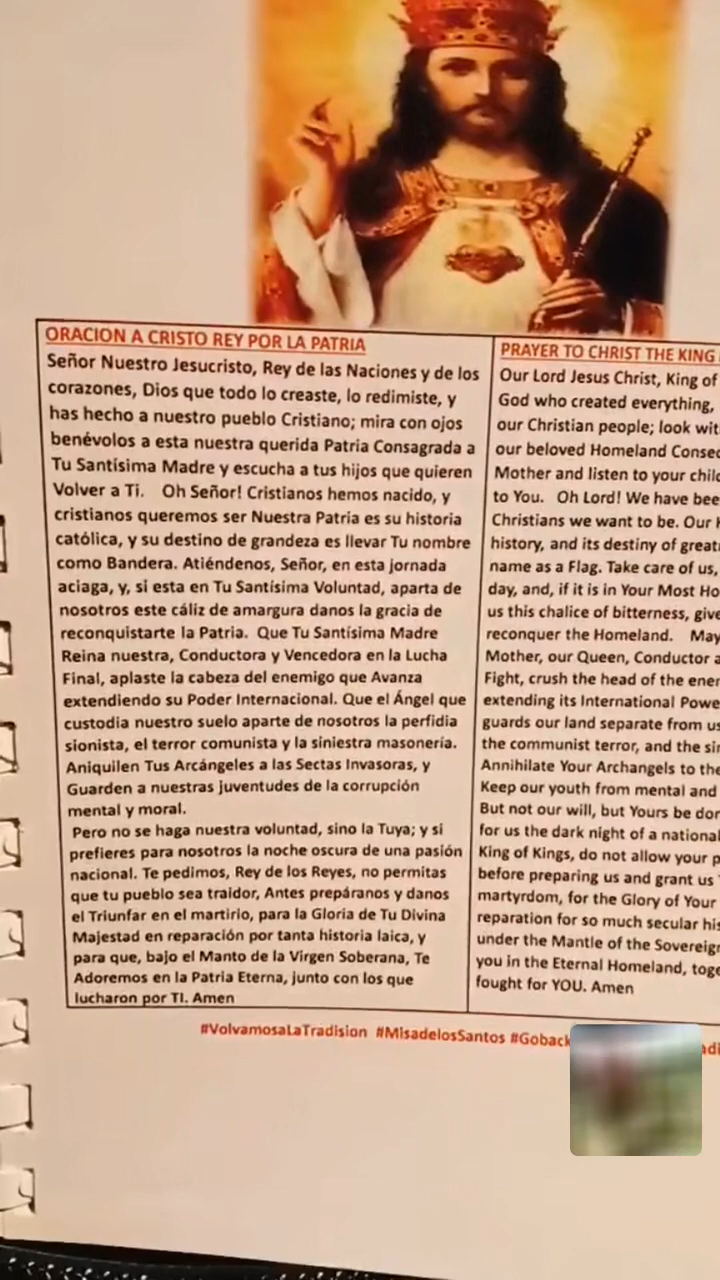 ORACION A CRISTO REY POR LA PATRIA
Señor Nuestro Jesucristo, Rey de las Naciones y de los
corazones, Dios que todo lo creaste, lo redimiste, y
has hecho a nuestro pueblo Cristiano; mira con ojos
benévolos a esta nuestra querida Patria Consagrada a
Tu Santísima Madre y escucha a tus hijos que quieren
Volver a Ti. Oh Señor! Cristianos hemos nacido, y
cristianos queremos ser Nuestra Patria es su historia
católica, y su destino de grandeza es llevar Tu nombre
como Bandera. Atiéndenos, Señor, en esta jornada
aciaga, y, si esta en Tu Santísima Voluntad, aparta de
nosotros este cáliz de amargura danos la gracia de
reconquistarte la Patria. Que Tu Santísima Madre
Reina nuestra, Conductora y Vencedora en la Lucha
Final, aplaste la cabeza del enemigo que Avanza
extendiendo su Poder Internacional. Que el Ángel que
custodia nuestro suelo aparte de nosotros la perfidia
sionista, el terror comunista y la siniestra masonería.
Aniquilen Tus Arcángeles a las Sectas Invasoras, y
Guarden a nuestras juventudes de la corrupción
mental y moral.
Pero no se haga nuestra voluntad, sino la Tuya; y si
prefieres para nosotros la noche oscura de una pasión
nacional. Te pedimos, Rey de los Reyes, no permitas
que tu pueblo sea traidor, Antes prepáranos y danos
el Triunfar en el martirio, para la Gloria de Tu Divina
Majestad en reparación por tanta historia laica, y
para que, bajo el Manto de la Virgen Soberana, Te
Adoremos en la Patria Eterna, junto con los que
lucharon por TI. Amen
PRAYER TO CHRIST THE KING
Our Lord Jesus Christ, King of
God who created everything,
our Christian people; look
our beloved Homeland
Mother and listen to your
to You. Oh Lord! We have
Christians we want to be. Our
history, and its destiny of
name as a Flag. Take care of us,
day, and, if it is in Your Most
us this chalice of bitterness,
reconquer the Homeland. May
Mother, our Queen, Conductor
Fight, crush the head of the
extending its International
guards our land separate from us
the communist terror, and the
Annihilate Your Archangels to the
Keep our youth from mental and
But not our will, but Yours be
for us the dark night of a national
King of Kings, do not allow your
before preparing us and grant us
martyrdom, for the Glory of Your
reparation for so much secular
under the Mantle of the
you in the Eternal Homeland,
fought for YOU. Amen
#VolvamosaLaTradision #MisadelosSantos #Goback